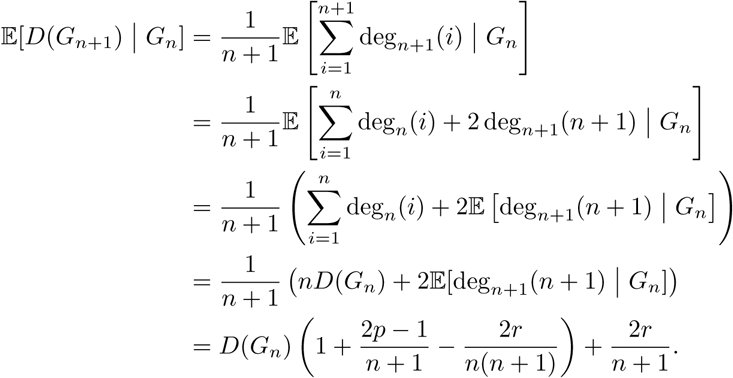 𝔼[D(G_{n+1}) | G_n] = \frac{1}{n+1} 𝔼 [ \sum_{i=1}^{n+1} deg_{n+1}(i) | G_n ]
= \frac{1}{n+1} 𝔼 [ \sum_{i=1}^{n} deg_n(i) + 2 deg_{n+1}(n+1) | G_n ]
= \frac{1}{n+1} ( \sum_{i=1}^{n} deg_n(i) + 2𝔼 [deg_{n+1}(n+1) | G_n] )
= \frac{1}{n+1} (nD(G_n) + 2𝔼[deg_{n+1}(n+1) | G_n])
= D(G_n) ( 1 + \frac{2p-1}{n+1} - \frac{2r}{n(n+1)} ) + \frac{2r}{n+1}.